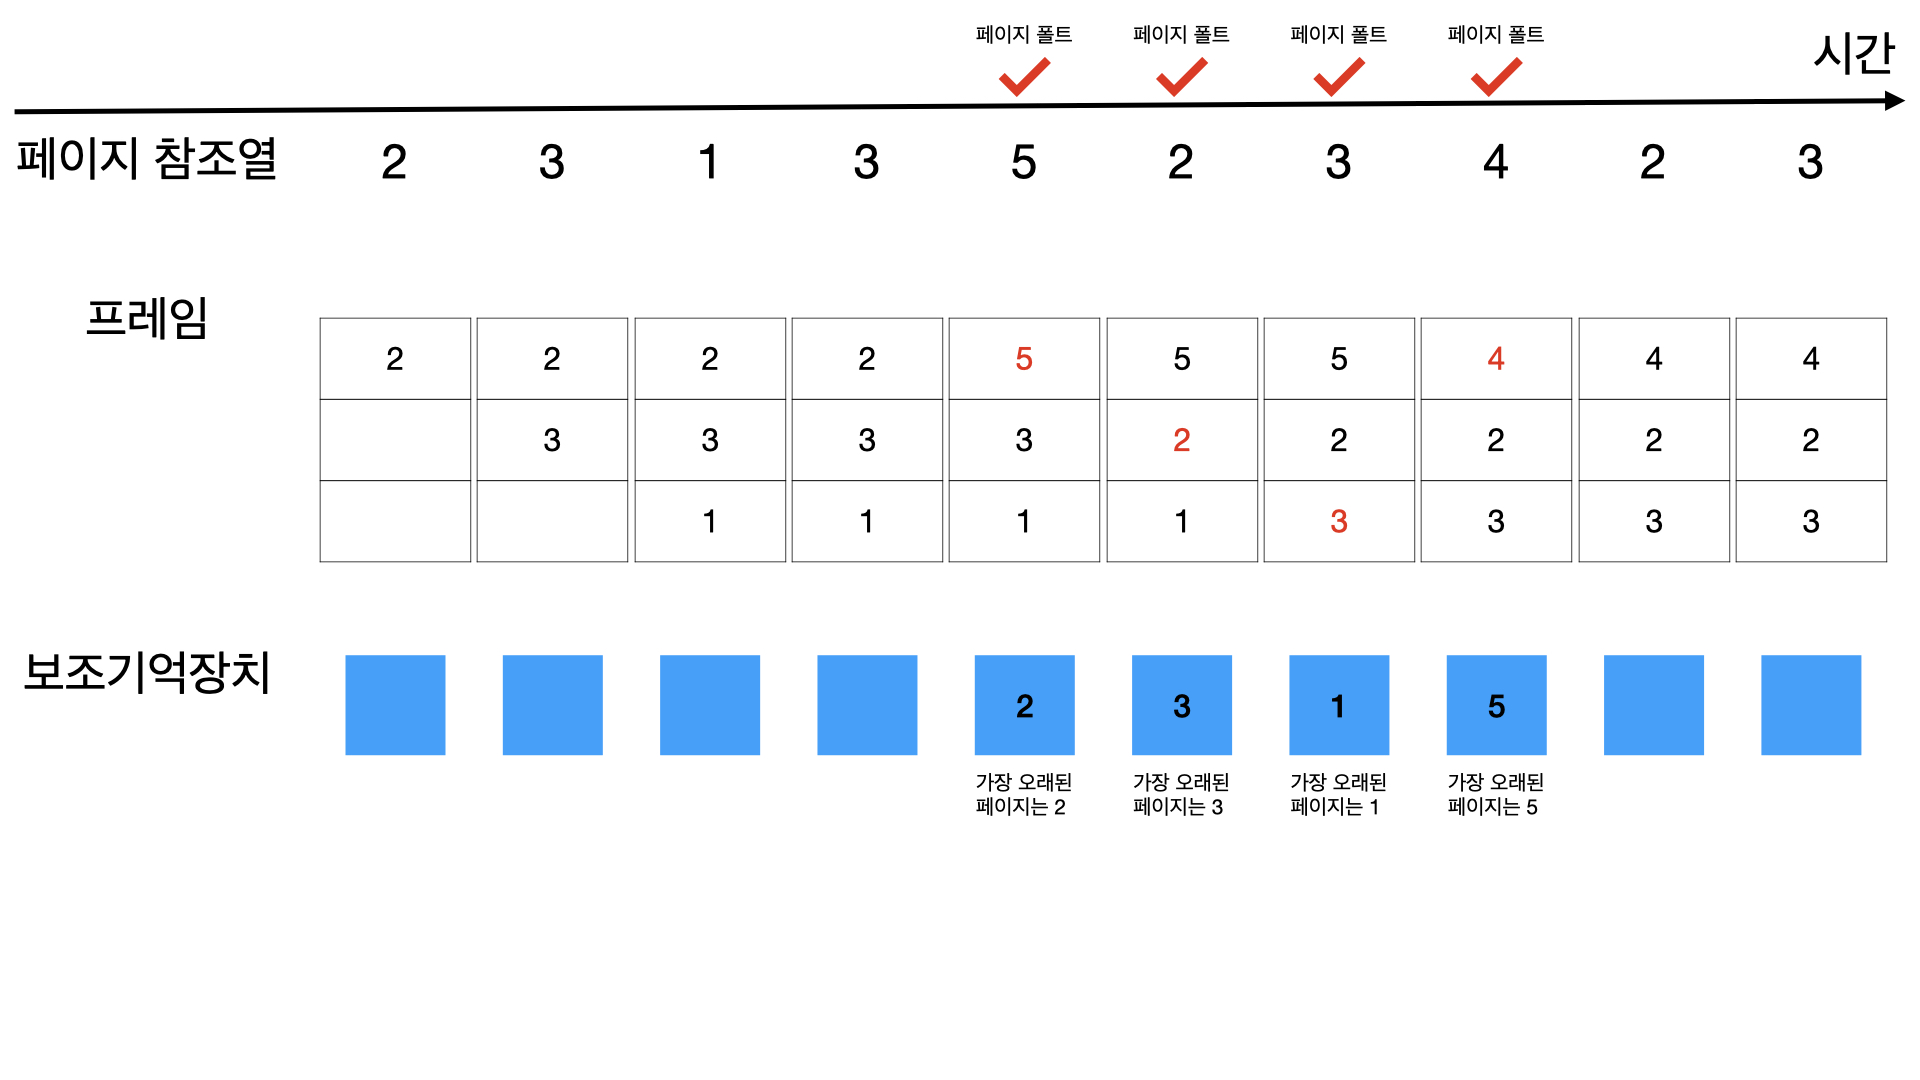 페이지 폴트 페이지 폴트 페이지 폴트 페이지 폴트
시간
페이지 참조열 2 3 1 3 5 2 3 4 2 3
프레임
2 2 2 2 5 5 5 4 4 4
3 3 3 3 2 2 2 2 2
1 1 1 1 3 3 3 3
보조기억장치
2 3 1 5
가장 오래된 가장 오래된 가장 오래된 가장 오래된
페이지는 2 페이지는 3 페이지는 1 페이지는 5